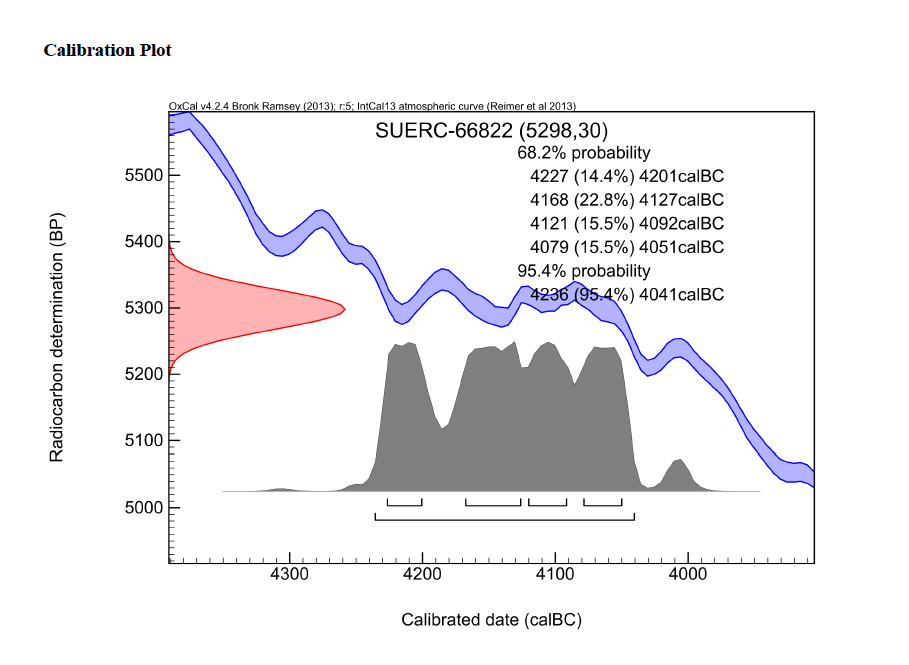 Calibration Plot
OxCal v4.2.4 Bronk Ramsey (2013); r:5; IntCal13 atmospheric curve (Reimer et al 2013)
SUERC-66822 (5298,30)
68.2% probability
4227 (14.4%) 4201calBC
4168 (22.8%) 4127calBC
4121 (15.5%) 4092calBC
4079 (15.5%) 4051calBC
95.4% probability
4236 (95.4%) 4041calBC
Radiocarbon determination (BP)
5500
5400
5300
5200
5100
5000
4300 4200 4100 4000
Calibrated date (calBC)